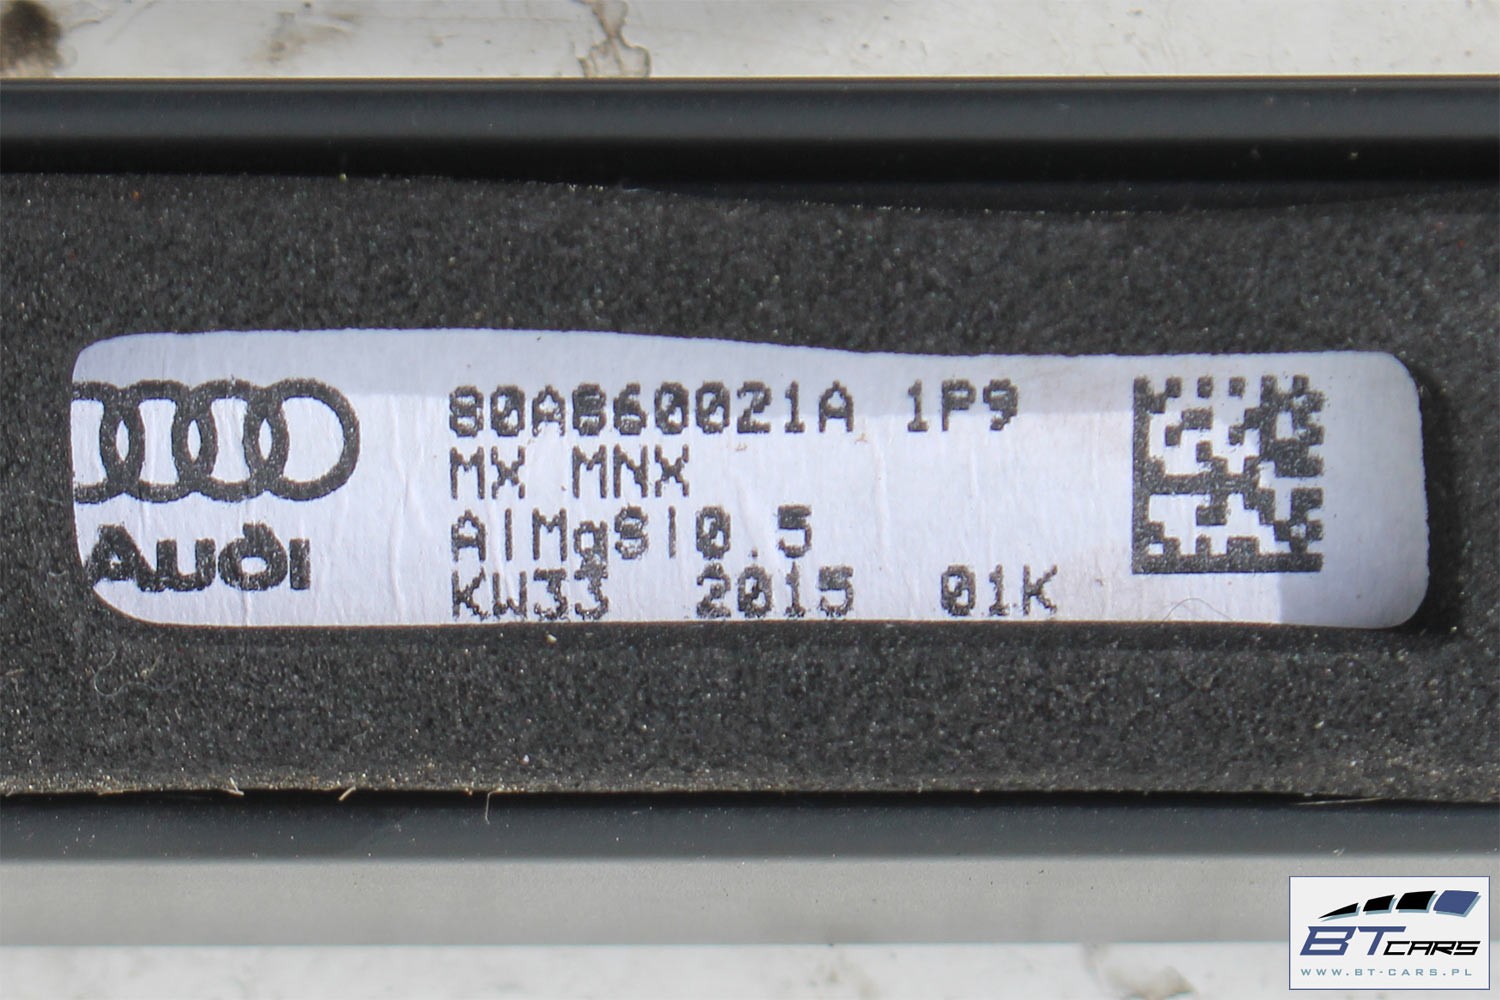 80A860021A 1P9
MX MNX
AlMgSi0.5
KW33 2015 01K
Audi
BT CARS
WWW.BT-CARS.PL